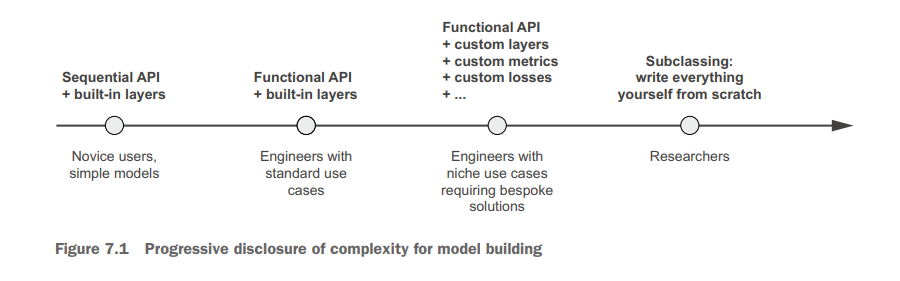 Sequential API
+ built-in layers
Functional API
+ built-in layers
Functional API
+ custom layers
+ custom metrics
+ custom losses
+ ...
Subclassing:
write everything
yourself from scratch
Novice users,
simple models
Engineers with
standard use
cases
Engineers with
niche use cases
requiring bespoke
solutions
Researchers
Figure 7.1 Progressive disclosure of complexity for model building